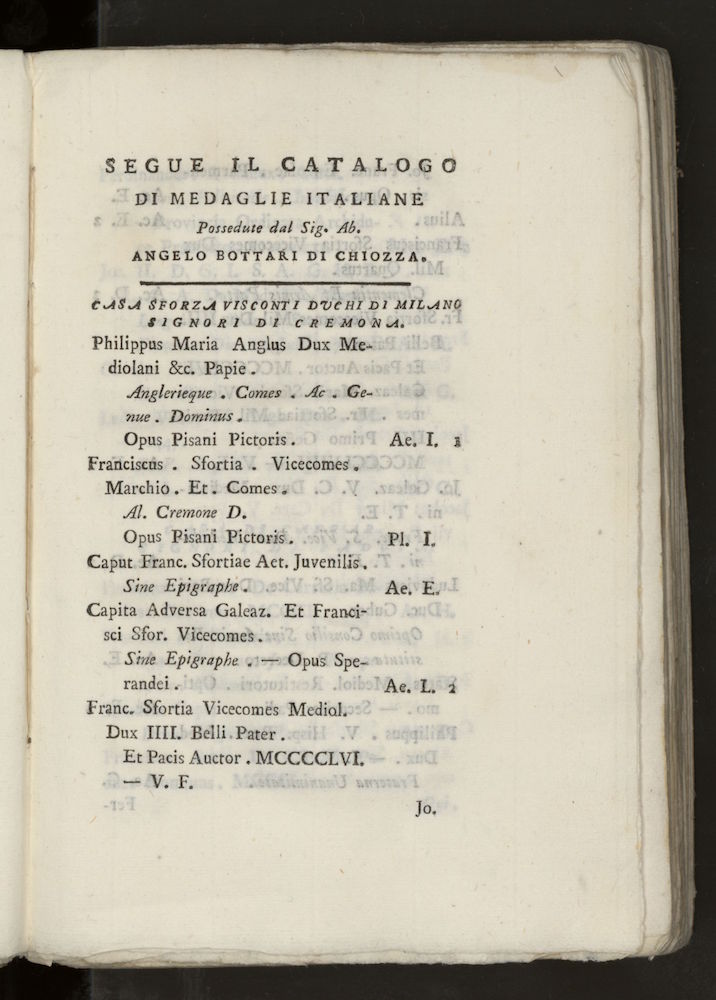 SEGUE IL CATALOGO
DI MEDAGLIE ITALIANE
Possedute dal Sig. Ab.
ANGELO BOTTARI DI CHIOZZA.
CASA SFORZA VISCONTI DVCHI DI MILANO
SIGNORI DI CREMONA.
Philippus Maria Anglus Dux Me-
diolani &c. Papie.
Anglerieque . Comes . Ac . Ge-
nue . Dominus .
Opus Pisani Pictoris . Ae. I. 1
Franciscus . Sfortia . Vicecomes .
Marchio . Et . Comes .
Al. Cremone D.
Opus Pisani Pictoris . Pl. I.
Caput Franc. Sfortiae Aet. Juvenilis .
Sine Epigraphe . Ae. E.
Capita Adversa Galeaz. Et Franci-
sci Sfor. Vicecomes .
Sine Epigraphe . — Opus Spe-
randei . Ae. L. 2
Franc. Sfortia Vicecomes Mediol.
Dux IIII. Belli Pater .
Et Pacis Auctor . MCCCCLVI.
— V. F.
Jo.